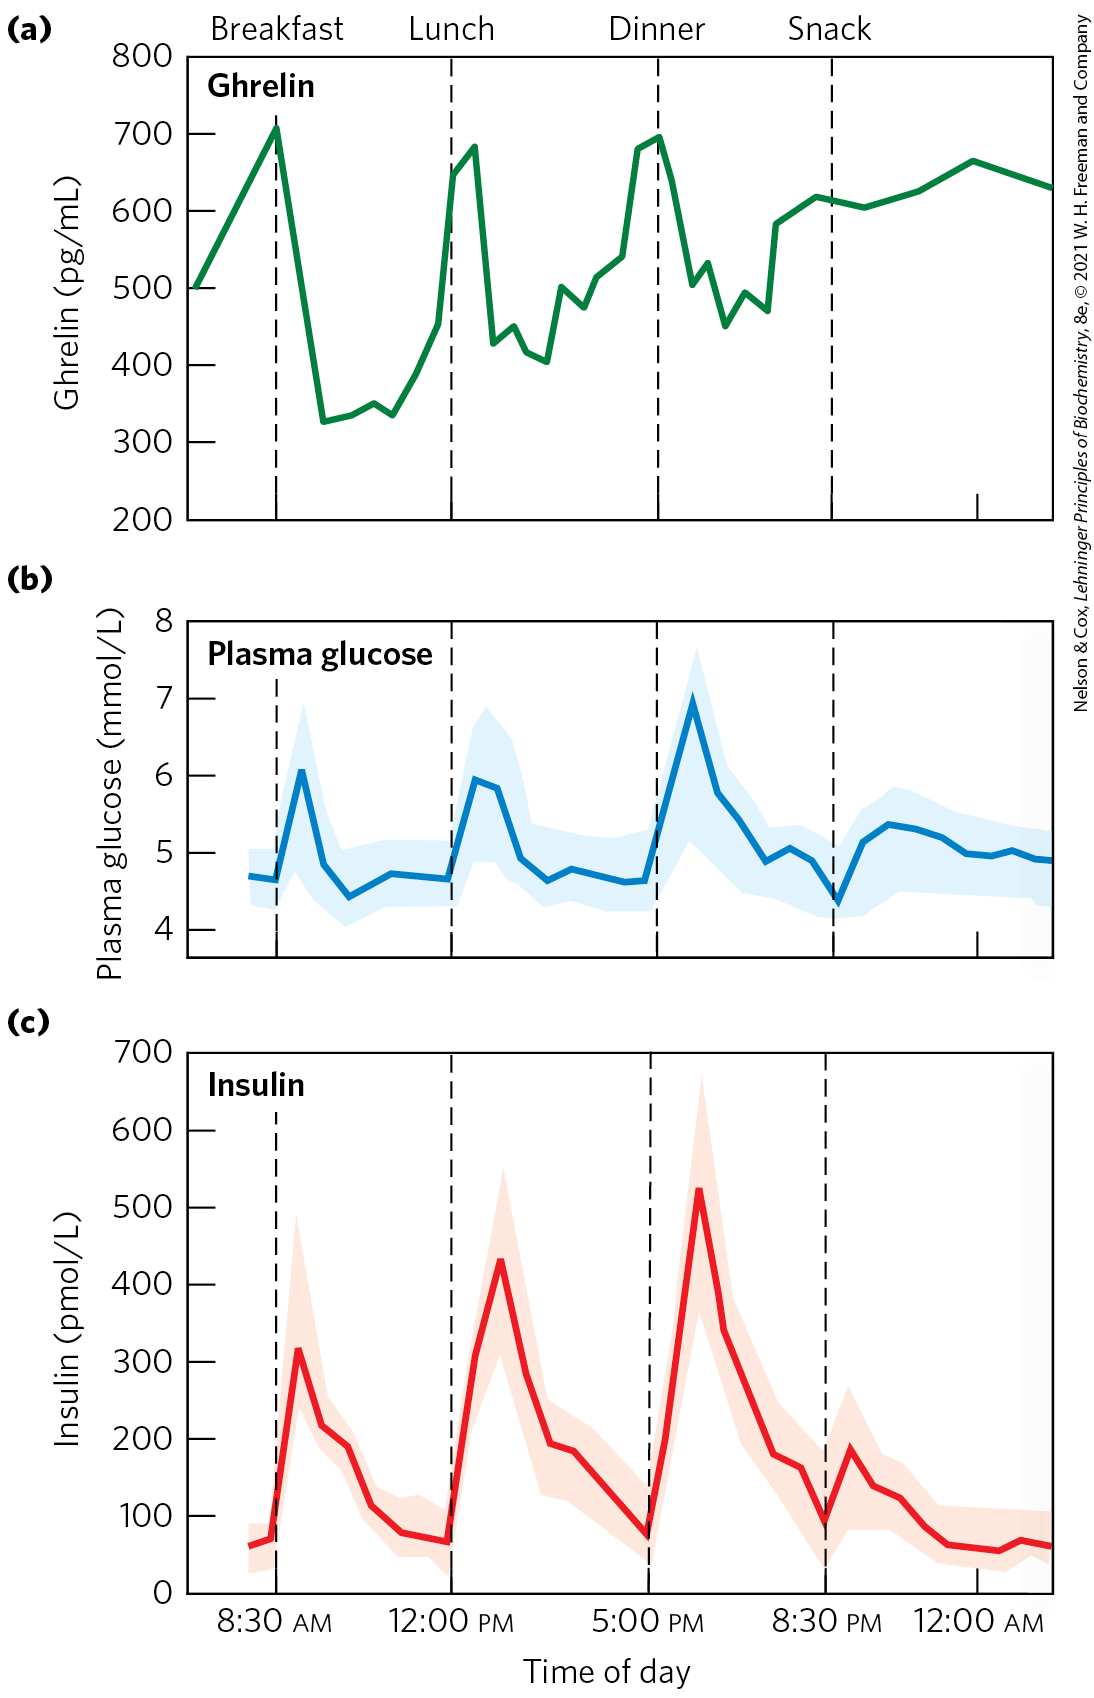 (a)
Breakfast Lunch Dinner Snack
800
Ghrelin
700
600
500
400
300
200
Ghrelin (pg/mL)
(b)
8
Plasma glucose
7
6
5
4
Plasma glucose (mmol/L)
(c)
700
Insulin
600
500
400
300
200
100
0
Insulin (pmol/L)
8:30 AM 12:00 PM 5:00 PM 8:30 PM 12:00 AM
Time of day
Nelson & Cox, Lehninger Principles of Biochemistry, 8e, © 2021 W. H. Freeman and Company